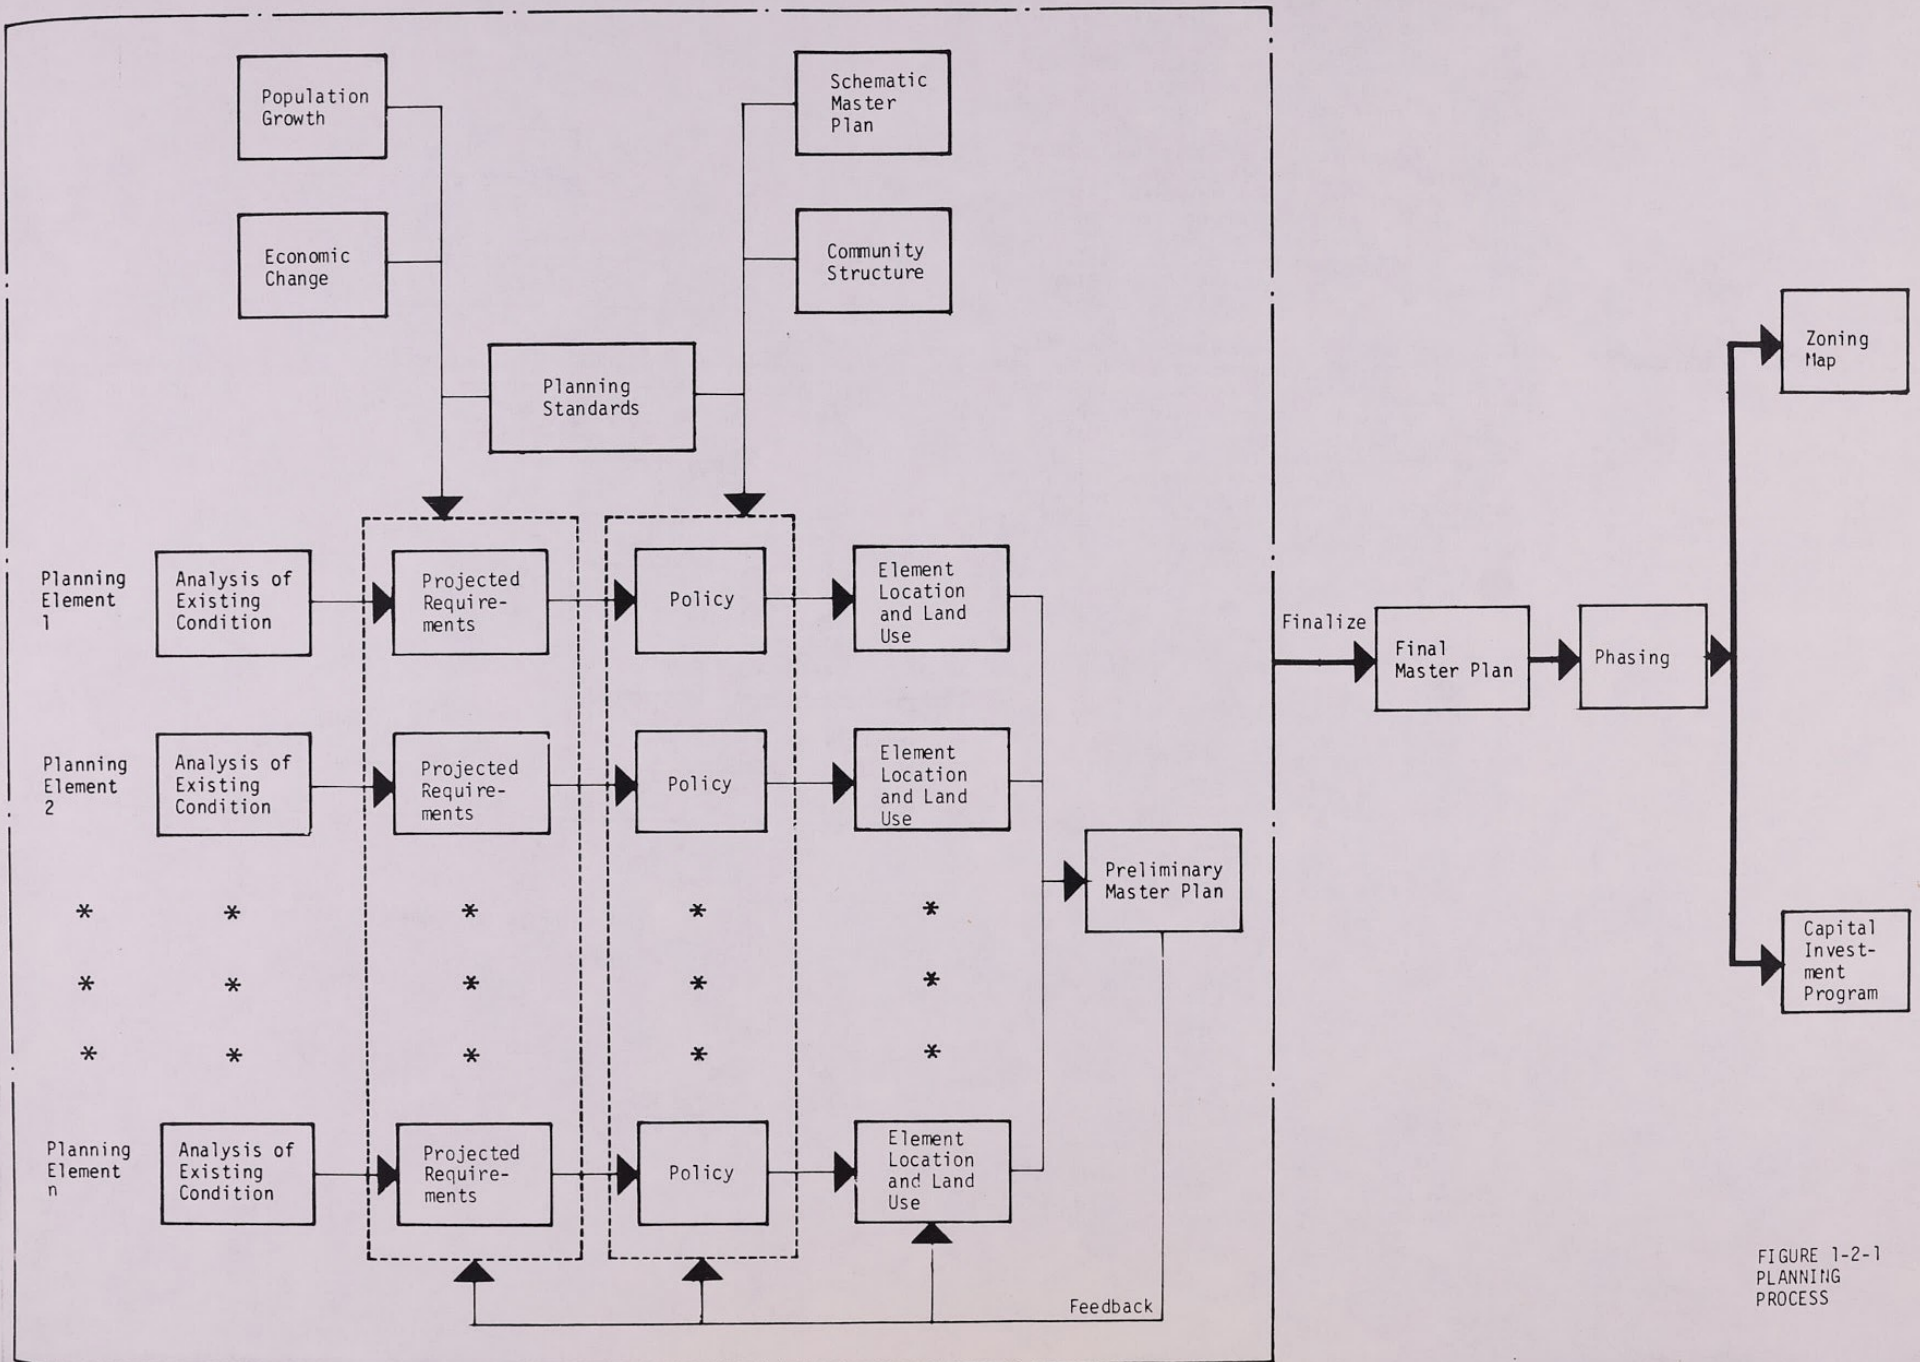 Population
Growth
Schematic
Master
Plan
Economic
Change
Community
Structure
Planning
Standards
Planning
Element
1
Analysis of
Existing
Condition
Projected
Require-
ments
Policy
Element
Location
and Land
Use
Planning
Element
2
Analysis of
Existing
Condition
Projected
Require-
ments
Policy
Element
Location
and Land
Use
* * * * *
* * * * *
* * * * *
Planning
Element
n
Analysis of
Existing
Condition
Projected
Require-
ments
Policy
Element
Location
and Land
Use
Preliminary
Master Plan
Feedback
Finalize
Final
Master Plan
Phasing
Zoning
Map
Capital
Invest-
ment
Program
FIGURE 1-2-1
PLANNING
PROCESS